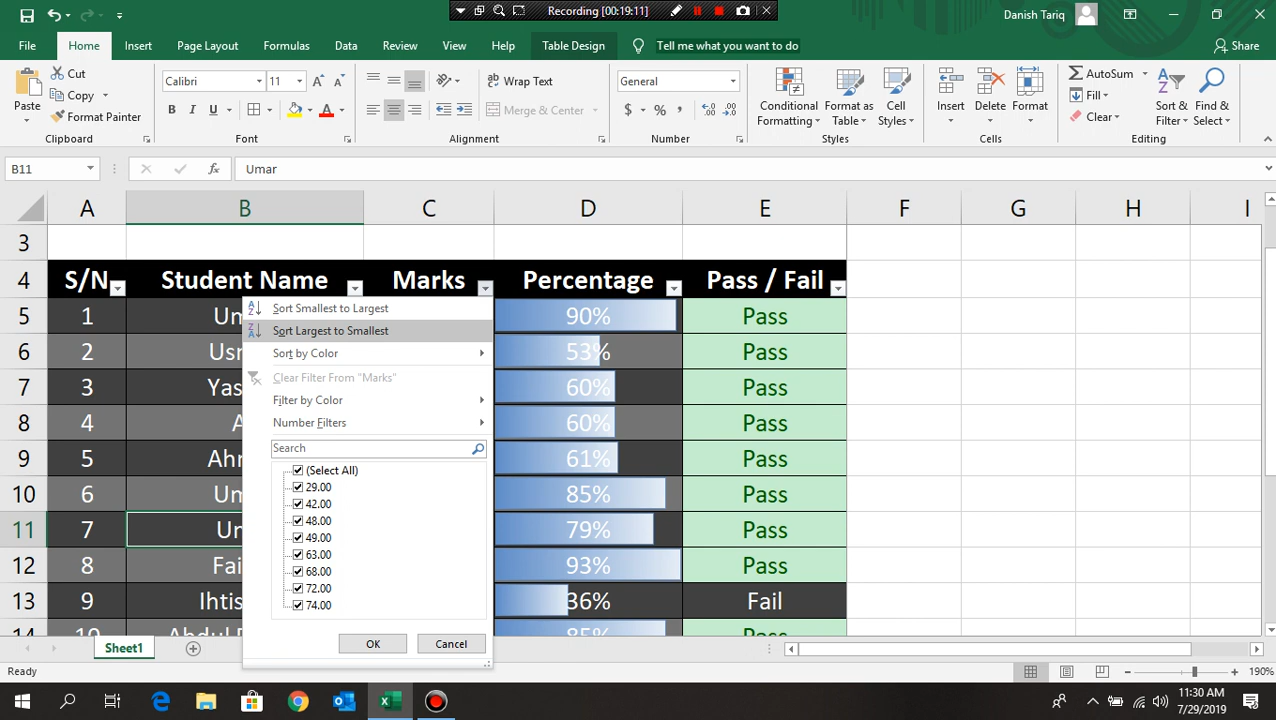 Recording [00:19:11]
Danish Tariq
File Home Insert Page Layout Formulas Data Review View Help Table Design Tell me what you want to do Share
Paste
Cut
Copy
Format Painter
Calibri 11
B I U
Wrap Text
Merge & Center
General
$ % ,
Conditional Formatting
Format as Table
Cell Styles
Insert
Delete
Format
AutoSum
Fill
Clear
Sort & Filter
Find & Select
Clipboard Font Alignment Number Styles Cells Editing
B11 fx Umar
A B C D E F G H I
3
4 S/N Student Name Marks Percentage Pass / Fail
5 1 90% Pass
6 2 53% Pass
7 3 60% Pass
8 4 60% Pass
9 5 61% Pass
10 6 85% Pass
11 7 79% Pass
12 8 93% Pass
13 9 36% Fail
Sort Smallest to Largest
Sort Largest to Smallest
Sort by Color
Clear Filter From "Marks"
Filter by Color
Number Filters
Search
(Select All)
29.00
42.00
48.00
49.00
63.00
68.00
72.00
74.00
OK Cancel
Sheet1
Ready 190%
11:30 AM
7/29/2019